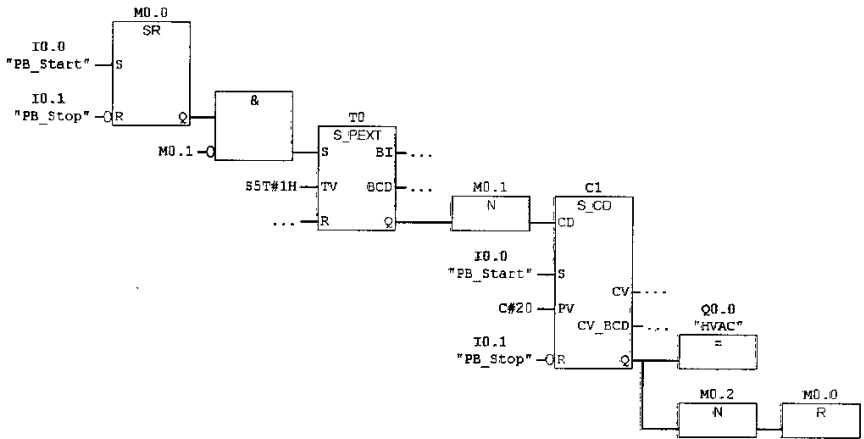 M0.0
SR
I0.0
"PB_Start"
S
I0.1
"PB_Stop"
R
Q
&
M0.1
T0
S_PEXT
S
BI
...
S5T#1H
TV
BCD
...
...
R
Q
M0.1
N
C1
S_CD
CD
I0.0
"PB_Start"
S
CV
...
C#20
PV
CV_BCD
...
Q0.0
"HVAC"
=
I0.1
"PB_Stop"
R
Q
M0.2
N
M0.0
R